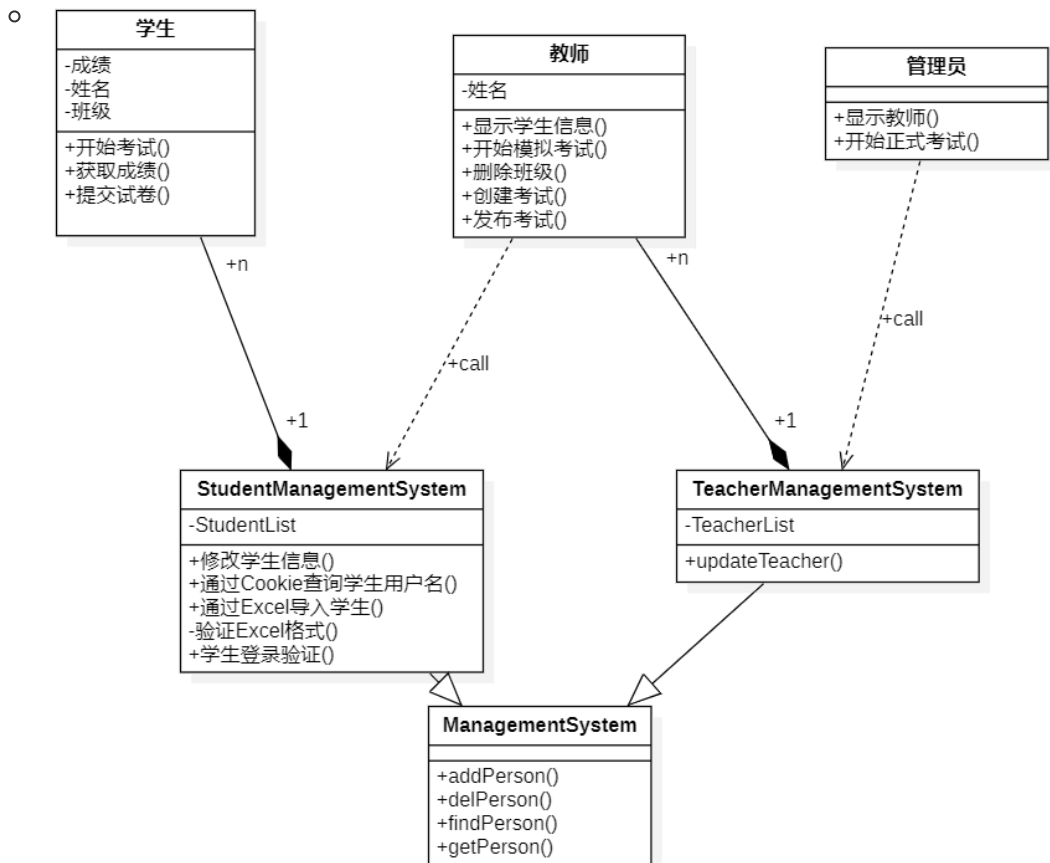 学生
-成绩
-姓名
-班级
+开始考试()
+获取成绩()
+提交试卷()
教师
-姓名
+显示学生信息()
+开始模拟考试()
+删除班级()
+创建考试()
+发布考试()
管理员
+显示教师()
+开始正式考试()
+n
+n
+call
+call
+1
+1
StudentManagementSystem
-StudentList
+修改学生信息()
+通过Cookie查询学生用户名()
+通过Excel导入学生()
-验证Excel格式()
+学生登录验证()
TeacherManagementSystem
-TeacherList
+updateTeacher()
ManagementSystem
+addPerson()
+delPerson()
+findPerson()
+getPerson()